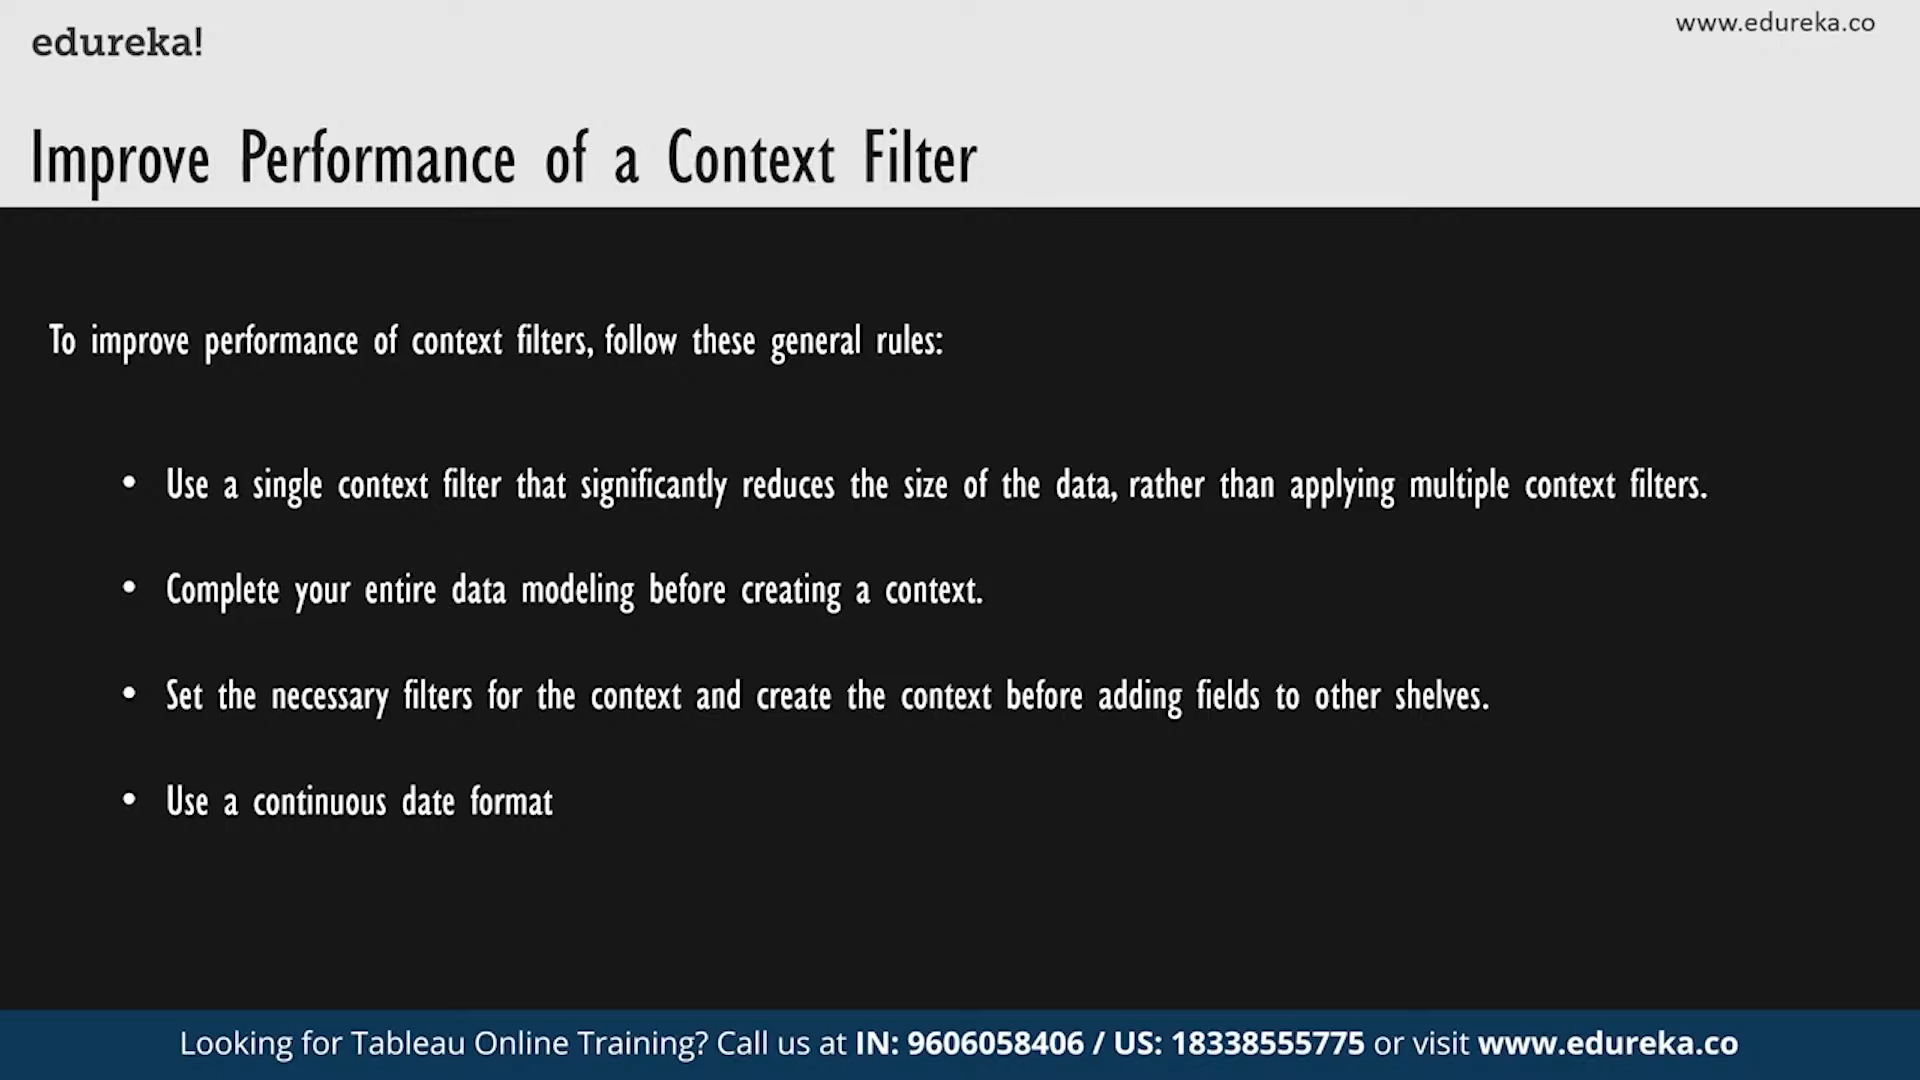 edureka!
www.edureka.co
Improve Performance of a Context Filter
To improve performance of context filters, follow these general rules:
• Use a single context filter that significantly reduces the size of the data, rather than applying multiple context filters.
• Complete your entire data modeling before creating a context.
• Set the necessary filters for the context and create the context before adding fields to other shelves.
• Use a continuous date format
Looking for Tableau Online Training? Call us at IN: 9606058406 / US: 18338555775 or visit www.edureka.co